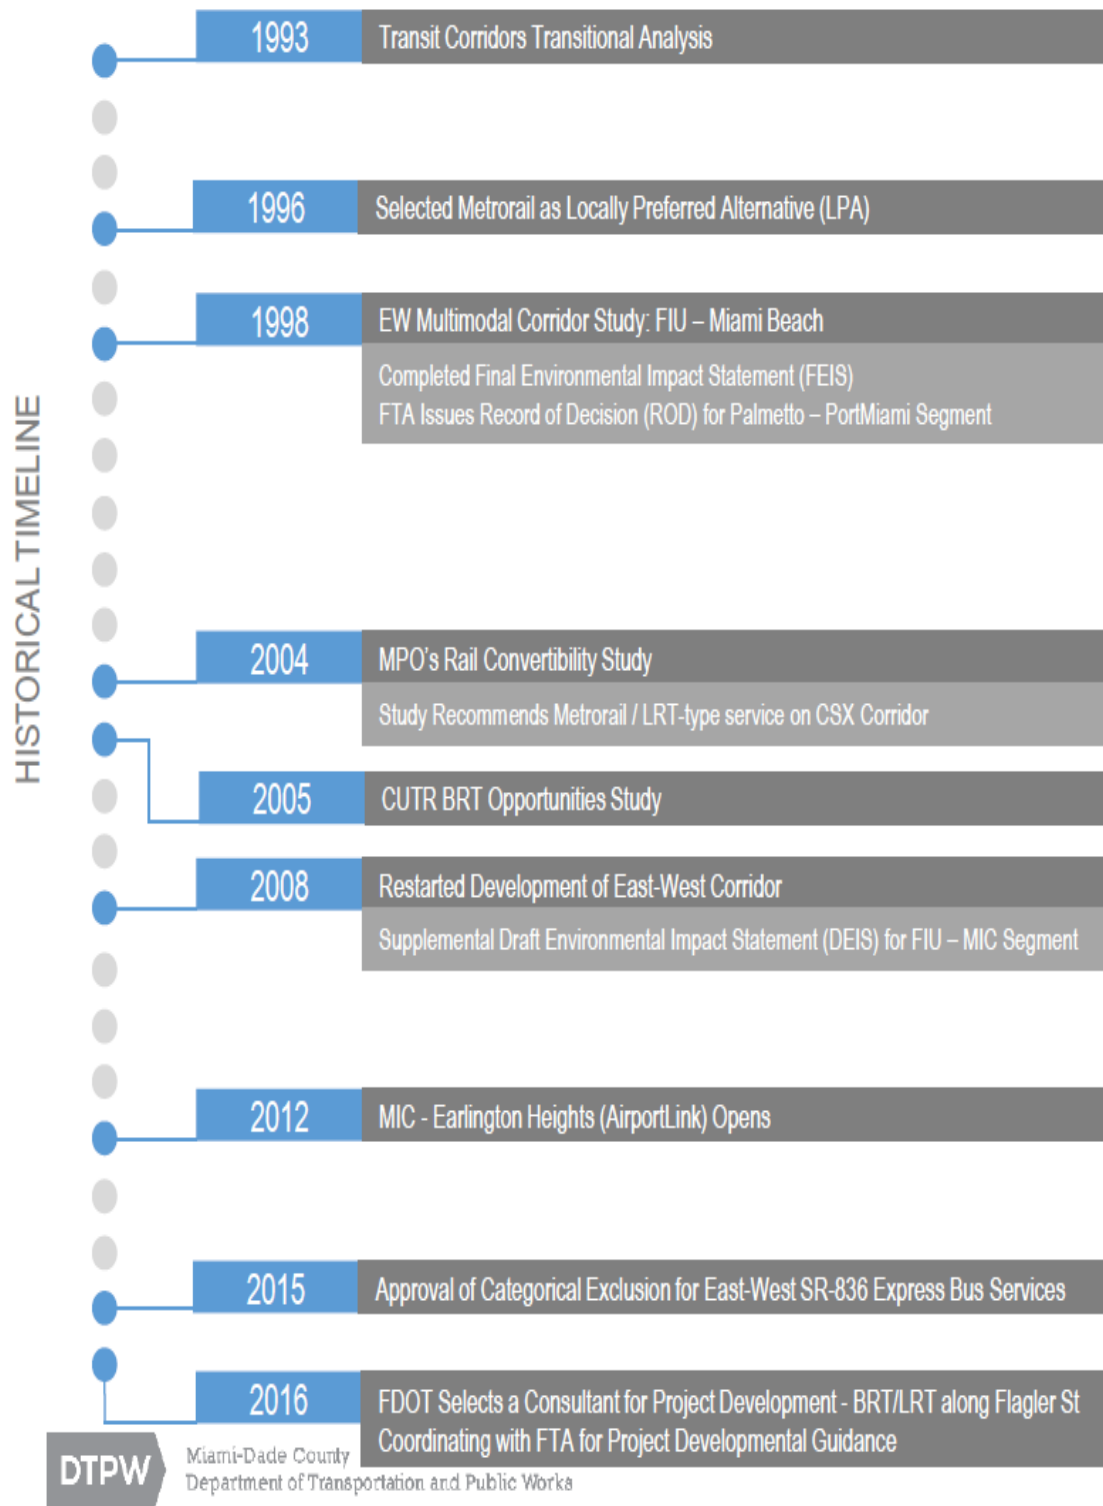 HISTORICAL TIMELINE
1993
Transit Corridors Transitional Analysis
1996
Selected Metrorail as Locally Preferred Alternative (LPA)
1998
EW Multimodal Corridor Study: FIU – Miami Beach
Completed Final Environmental Impact Statement (FEIS)
FTA Issues Record of Decision (ROD) for Palmetto – PortMiami Segment
2004
MPO's Rail Convertibility Study
Study Recommends Metrorail / LRT-type service on CSX Corridor
2005
CUTR BRT Opportunities Study
2008
Restarted Development of East-West Corridor
Supplemental Draft Environmental Impact Statement (DEIS) for FIU – MIC Segment
2012
MIC - Earlington Heights (AirportLink) Opens
2015
Approval of Categorical Exclusion for East-West SR-836 Express Bus Services
2016
FDOT Selects a Consultant for Project Development - BRT/LRT along Flagler St
Coordinating with FTA for Project Developmental Guidance
DTPW
Miami-Dade County
Department of Transportation and Public Works